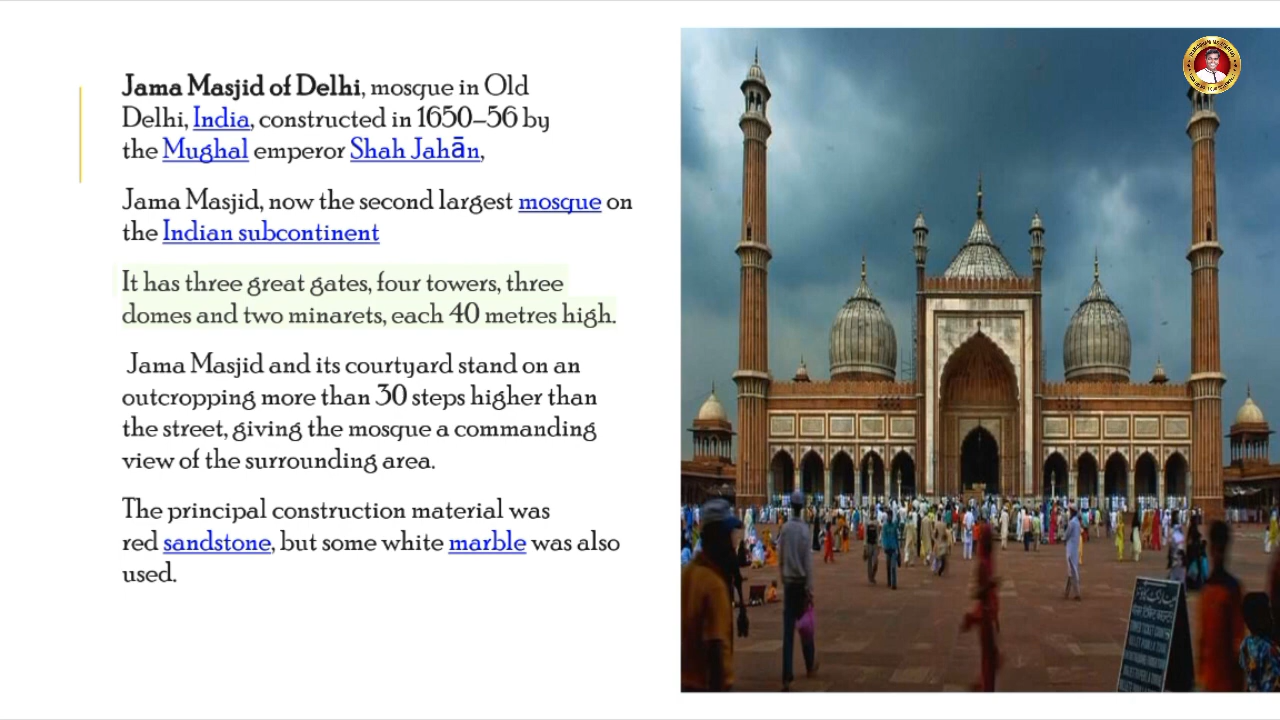 Jama Masjid of Delhi, mosque in Old
Delhi, India, constructed in 1650–56 by
the Mughal emperor Shah Jahān,
Jama Masjid, now the second largest mosque on
the Indian subcontinent
It has three great gates, four towers, three
domes and two minarets, each 40 metres high.
Jama Masjid and its courtyard stand on an
outcropping more than 30 steps higher than
the street, giving the mosque a commanding
view of the surrounding area.
The principal construction material was
red sandstone, but some white marble was also
used.